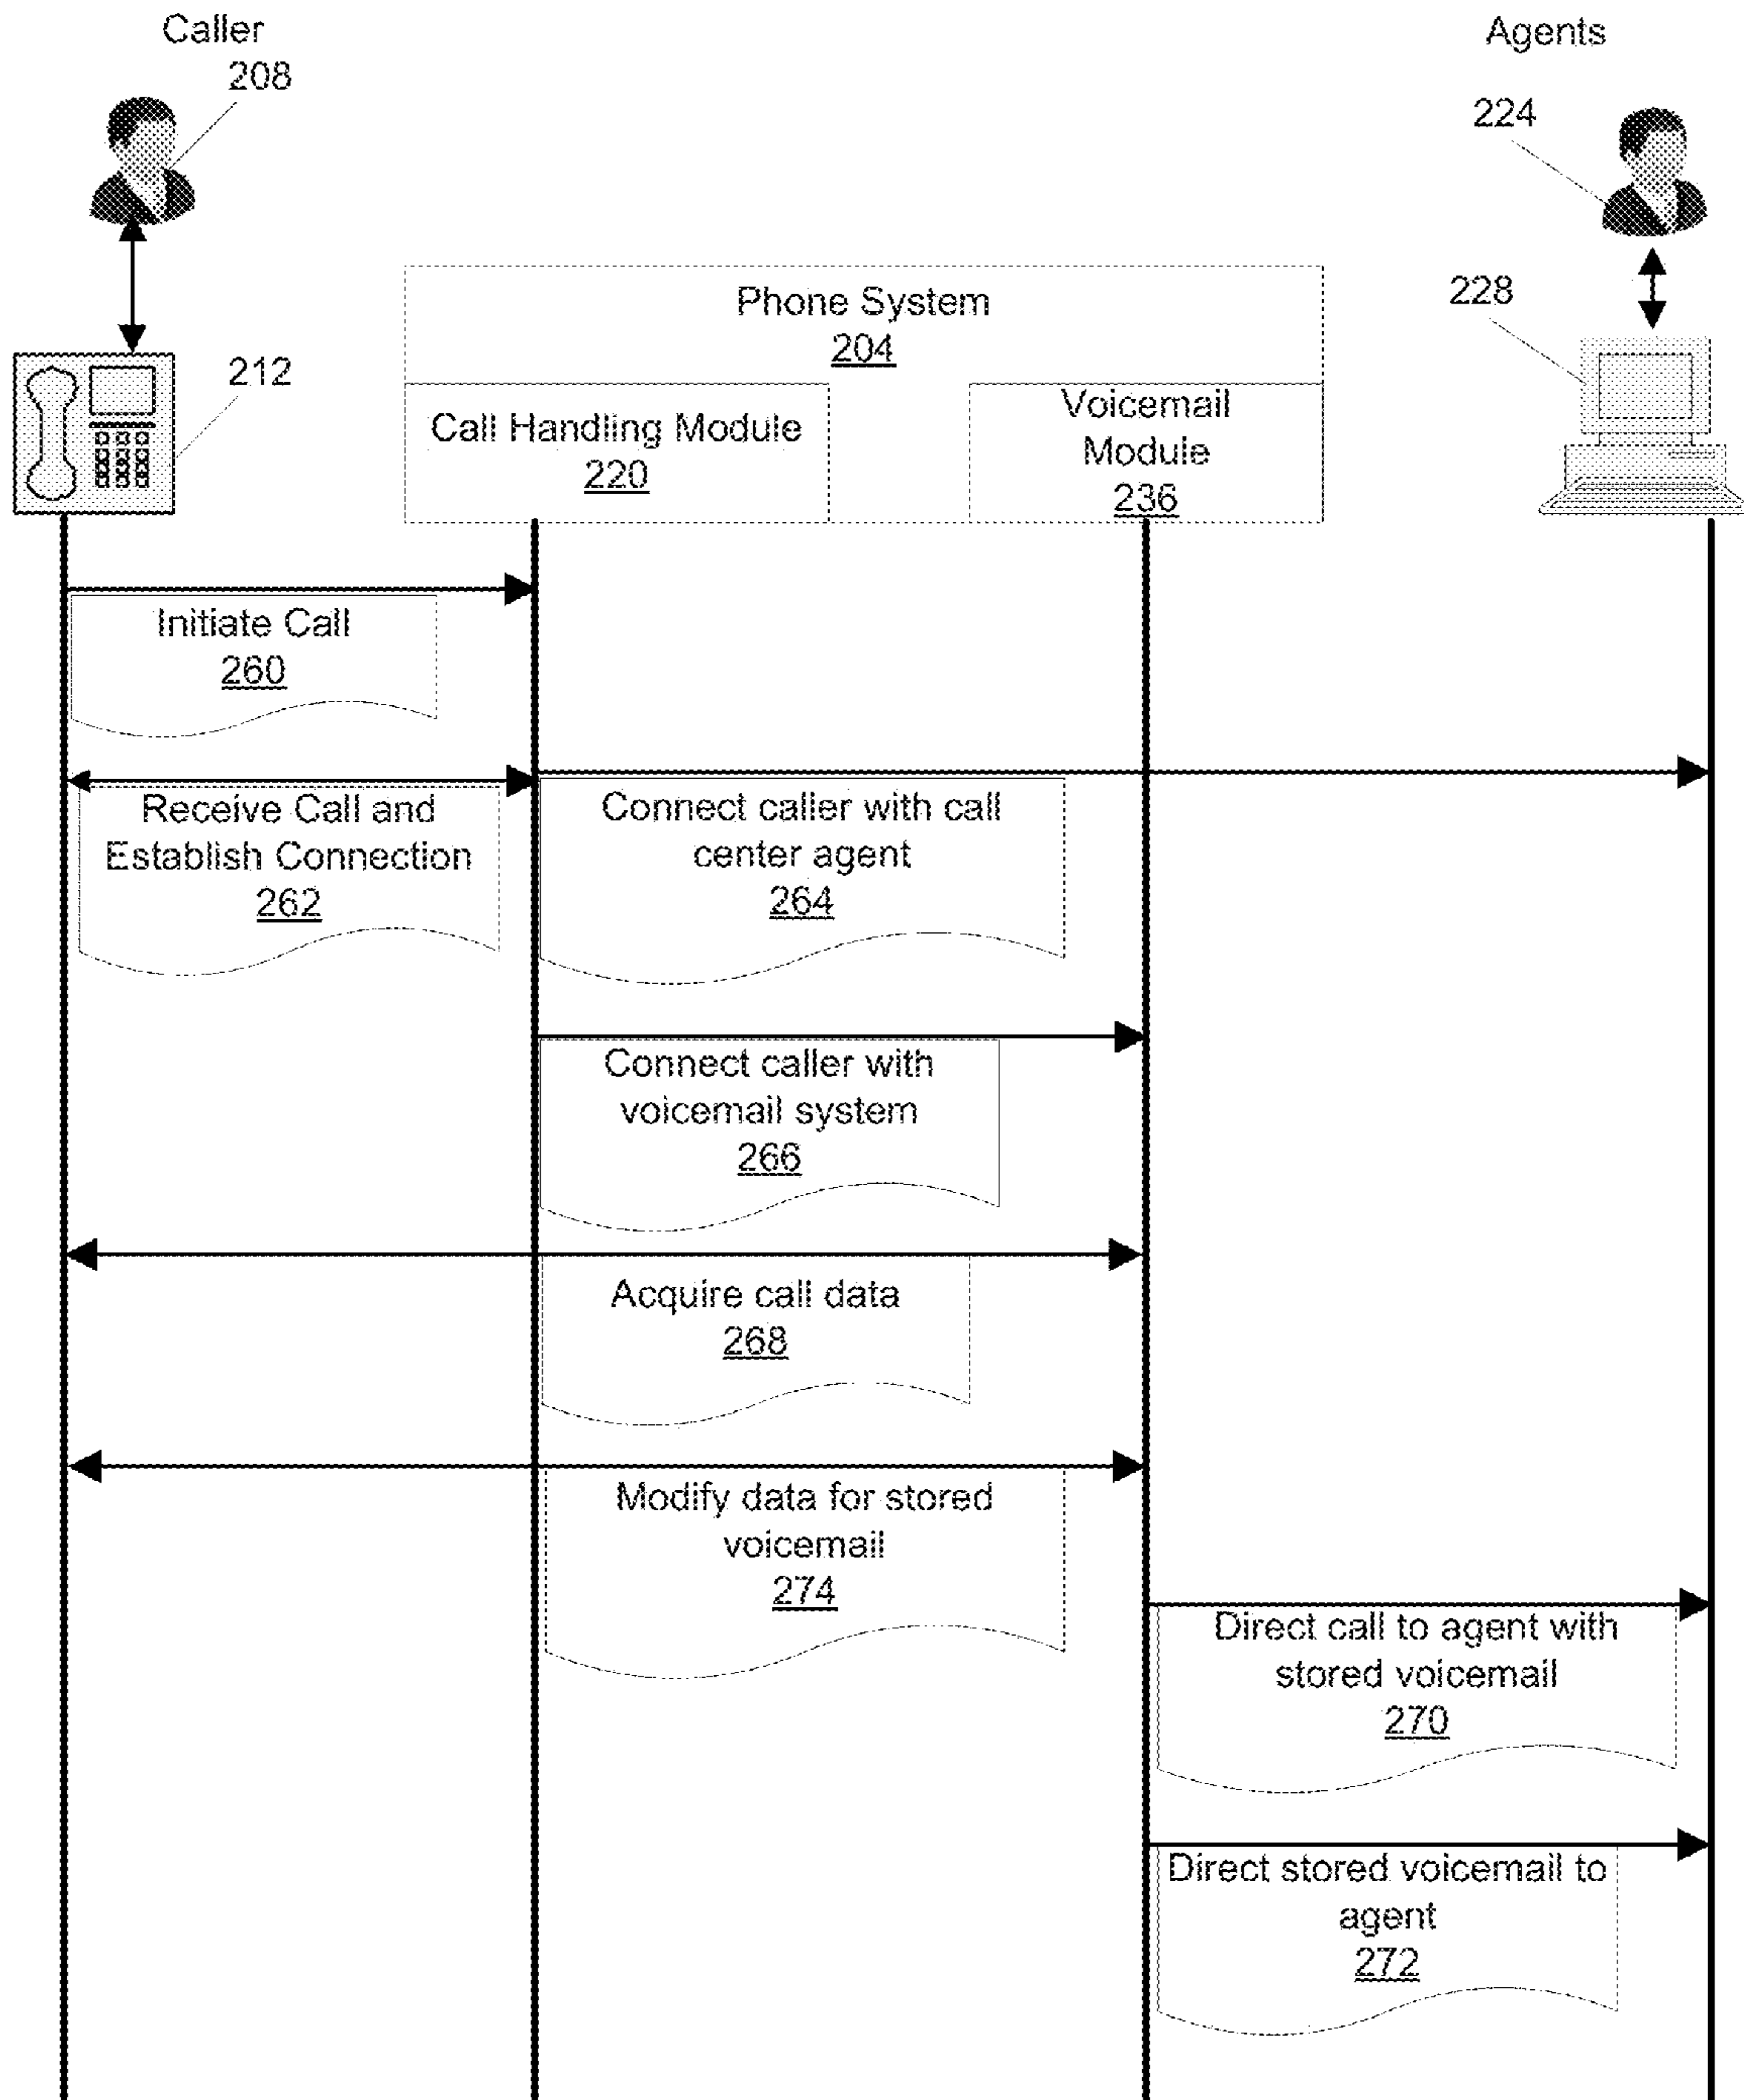 Caller
208
Agents
224
228
Phone System
204
212
Call Handling Module
220
Voicemail
Module
236
Initiate Call
260
Receive Call and
Establish Connection
262
Connect caller with call
center agent
264
Connect caller with
voicemail system
266
Acquire call data
268
Modify data for stored
voicemail
274
Direct call to agent with
stored voicemail
270
Direct stored voicemail to
agent
272